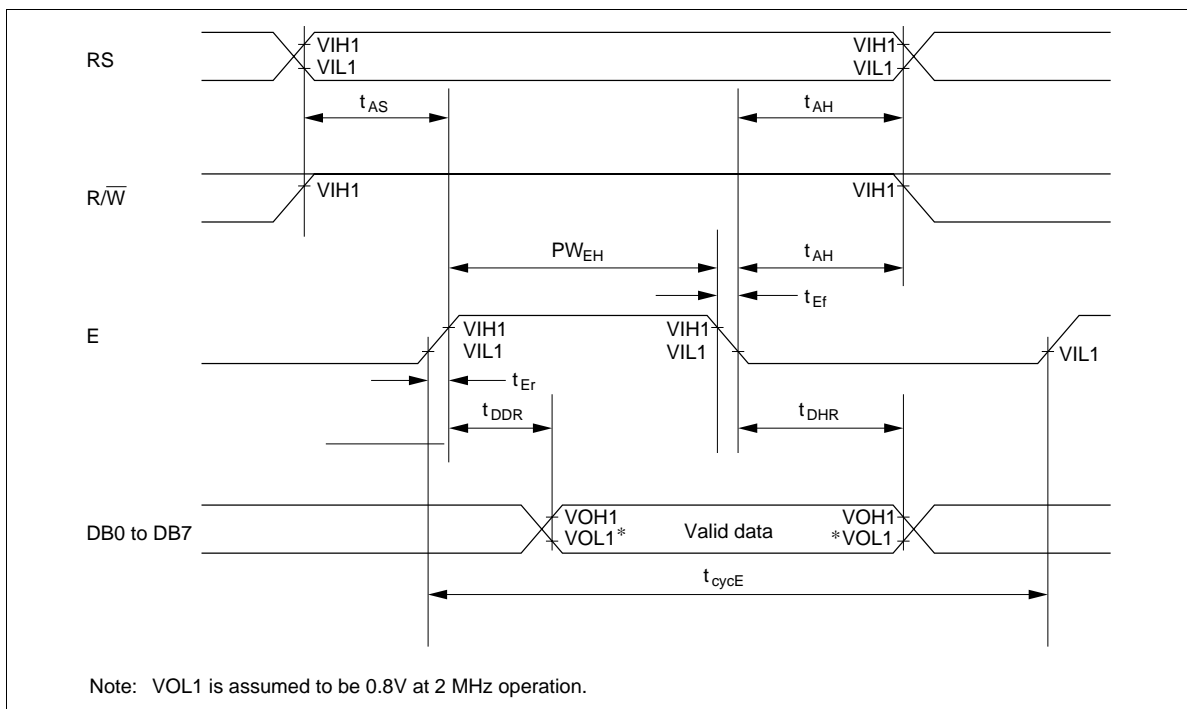 RS
VIH1 VIH1
VIL1 VIL1
tAS tAH
R/W̅
VIH1 VIH1
PWEH tAH
tEf
E
VIH1 VIH1
VIL1 VIL1 VIL1
tEr
tDDR tDHR
DB0 to DB7
VOH1 Valid data VOH1
VOL1* *VOL1
tcycE
Note: VOL1 is assumed to be 0.8V at 2 MHz operation.